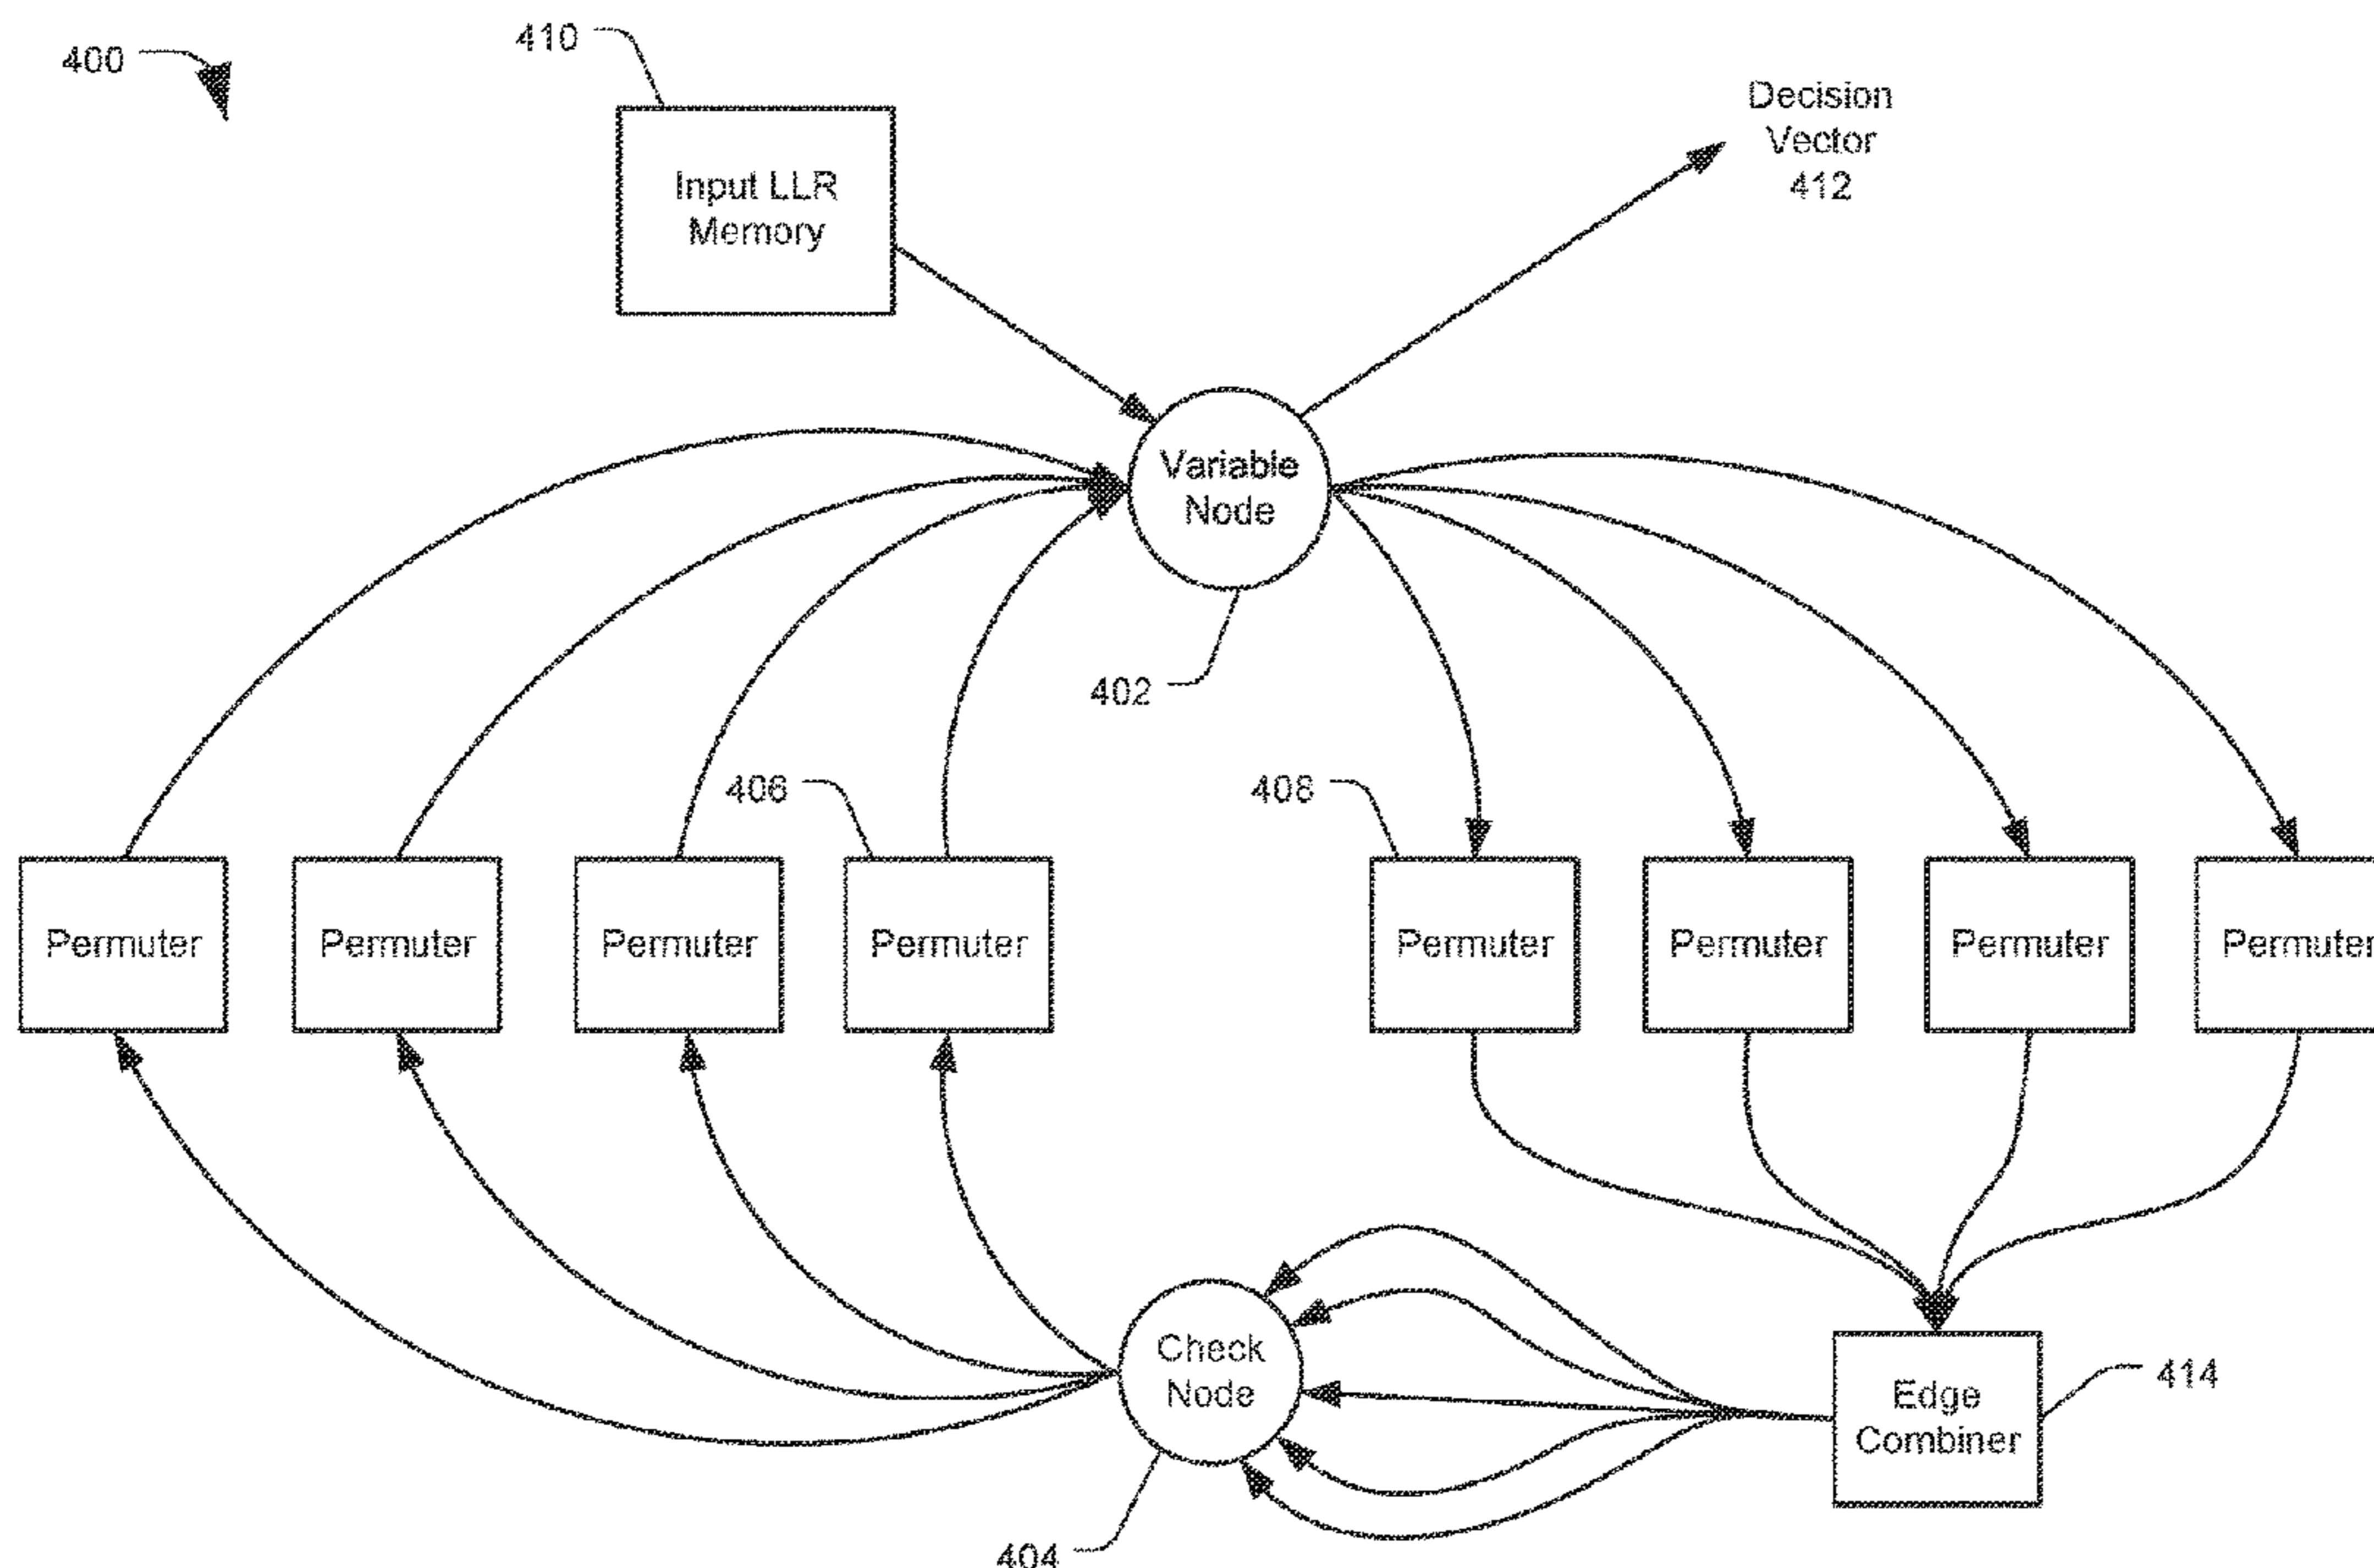 400
410
Input LLR
Memory
Decision
Vector
412
Variable
Node
402
406
408
Permuter
Permuter
Permuter
Permuter
Permuter
Permuter
Permuter
Permuter
Check
Node
404
Edge
Combiner
414